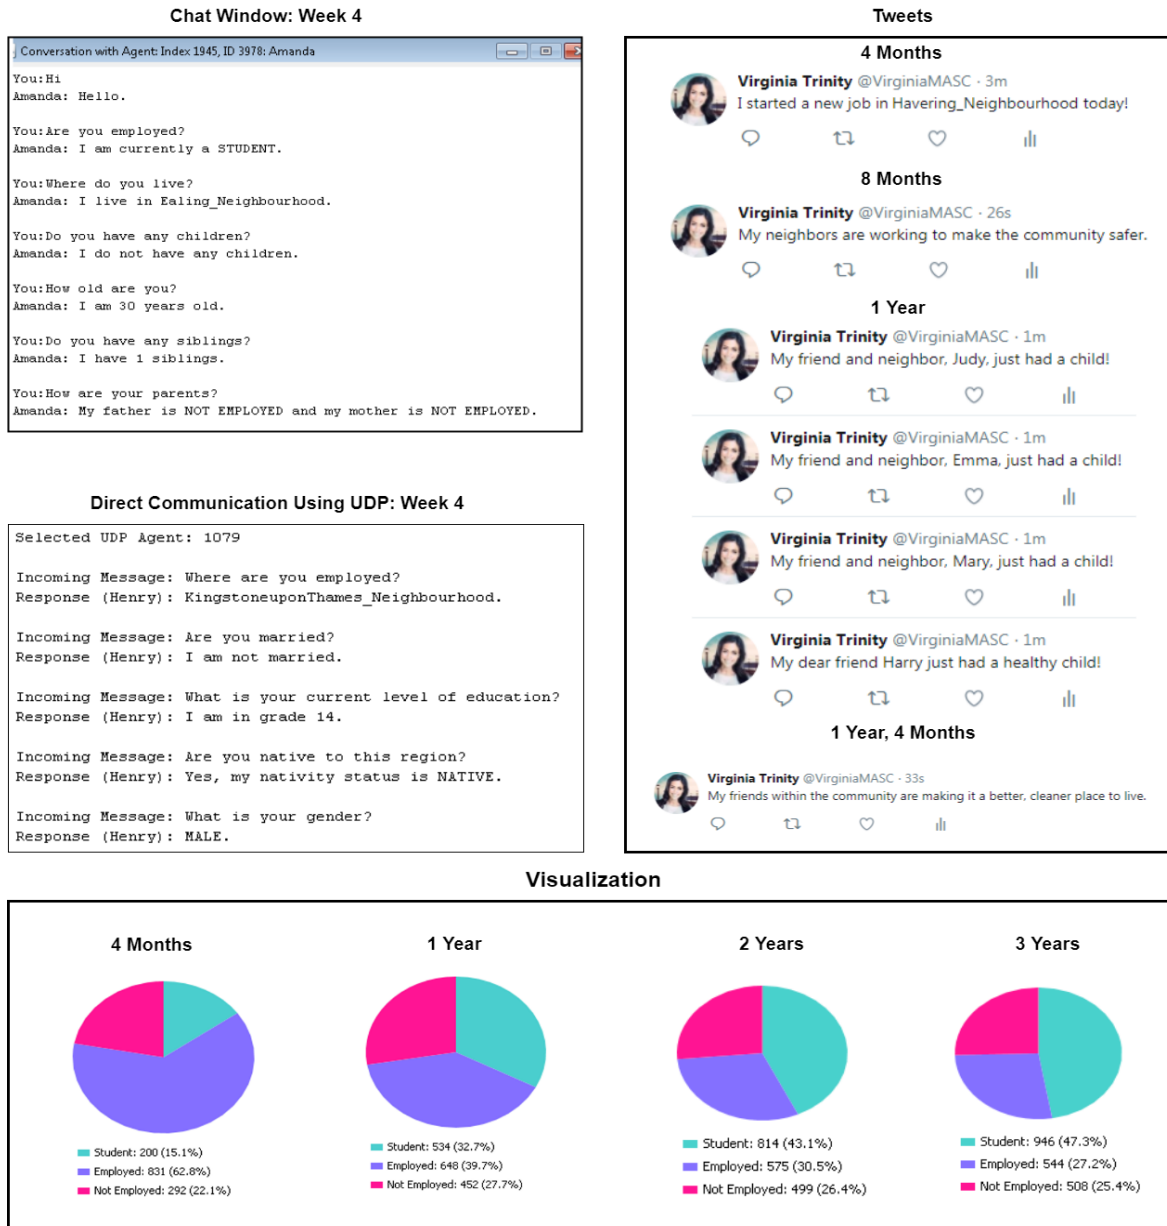 Chat Window: Week 4
Conversation with Agent: Index 1945, ID 3978: Amanda
You:Hi
Amanda: Hello.
You:Are you employed?
Amanda: I am currently a STUDENT.
You:Where do you live?
Amanda: I live in Ealing_Neighbourhood.
You:Do you have any children?
Amanda: I do not have any children.
You:How old are you?
Amanda: I am 30 years old.
You:Do you have any siblings?
Amanda: I have 1 siblings.
You:How are your parents?
Amanda: My father is NOT EMPLOYED and my mother is NOT EMPLOYED.
Direct Communication Using UDP: Week 4
Selected UDP Agent: 1079
Incoming Message: Where are you employed?
Response (Henry): KingstoneuponThames_Neighbourhood.
Incoming Message: Are you married?
Response (Henry): I am not married.
Incoming Message: What is your current level of education?
Response (Henry): I am in grade 14.
Incoming Message: Are you native to this region?
Response (Henry): Yes, my nativity status is NATIVE.
Incoming Message: What is your gender?
Response (Henry): MALE.
Tweets
4 Months
Virginia Trinity @VirginiaMASC · 3m
I started a new job in Havering_Neighbourhood today!
8 Months
Virginia Trinity @VirginiaMASC · 26s
My neighbors are working to make the community safer.
1 Year
Virginia Trinity @VirginiaMASC · 1m
My friend and neighbor, Judy, just had a child!
Virginia Trinity @VirginiaMASC · 1m
My friend and neighbor, Emma, just had a child!
Virginia Trinity @VirginiaMASC · 1m
My friend and neighbor, Mary, just had a child!
Virginia Trinity @VirginiaMASC · 1m
My dear friend Harry just had a healthy child!
1 Year, 4 Months
Virginia Trinity @VirginiaMASC · 33s
My friends within the community are making it a better, cleaner place to live.
Visualization
4 Months
Student: 200 (15.1%)
Employed: 831 (62.8%)
Not Employed: 292 (22.1%)
1 Year
Student: 534 (32.7%)
Employed: 648 (39.7%)
Not Employed: 452 (27.7%)
2 Years
Student: 814 (43.1%)
Employed: 575 (30.5%)
Not Employed: 499 (26.4%)
3 Years
Student: 946 (47.3%)
Employed: 544 (27.2%)
Not Employed: 508 (25.4%)